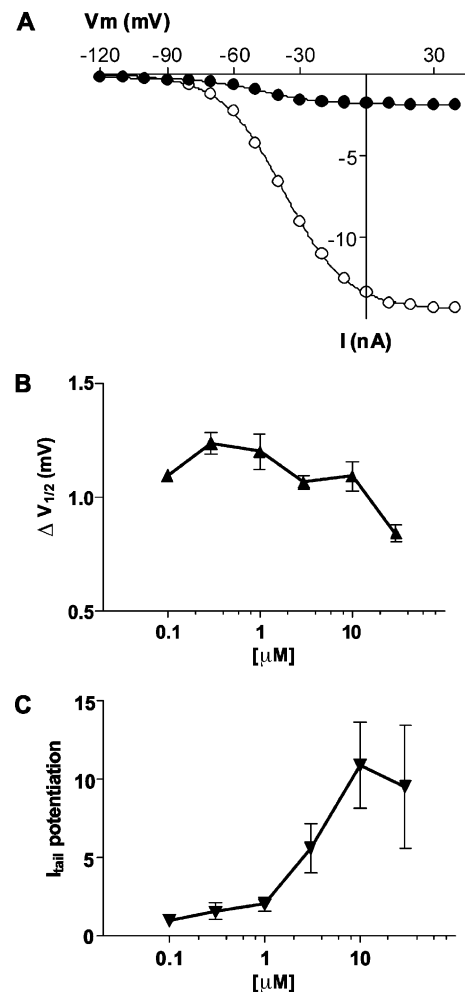 A
Vm (mV)
-120 -90 -60 -30 30
-5
-10
I (nA)
B
1.5
1.0
0.5
Δ V1/2 (mV)
0.1 1 10
[µM]
C
15
10
5
0
Itail potentiation
0.1 1 10
[µM]